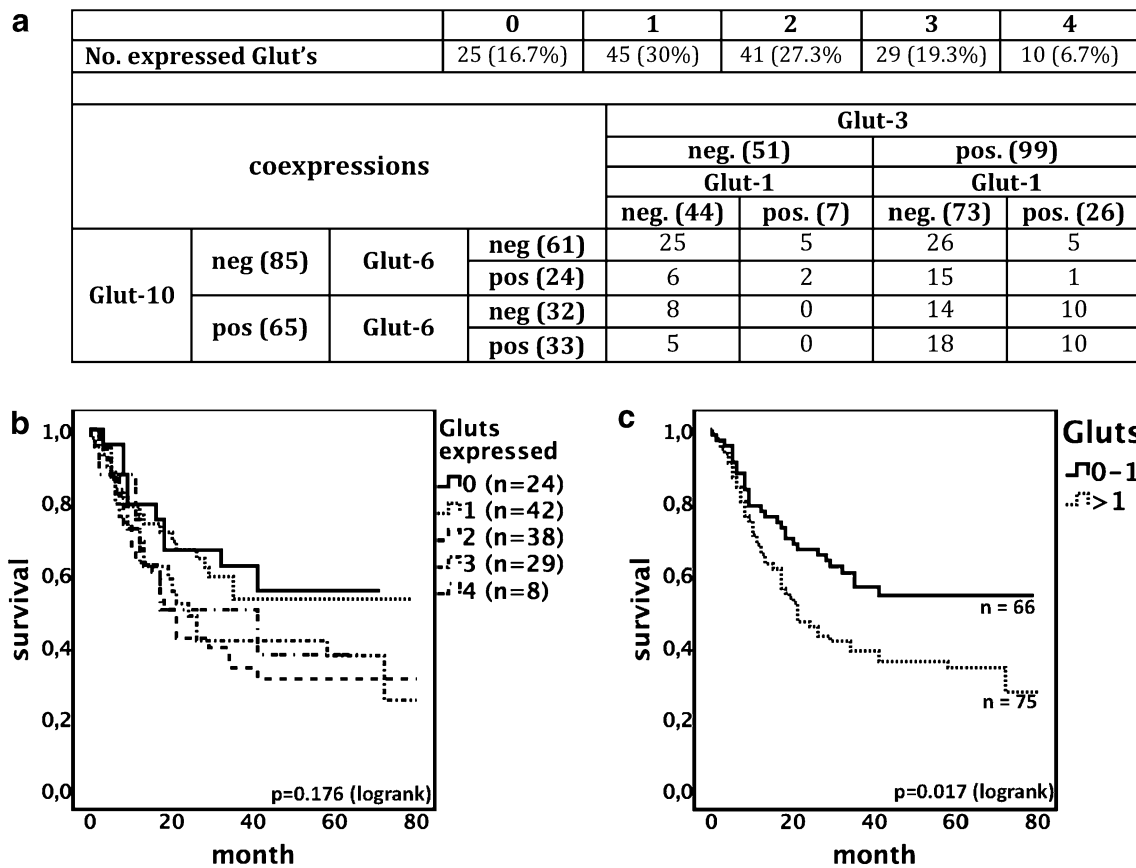 a
0 1 2 3 4
No. expressed Glut's 25 (16.7%) 45 (30%) 41 (27.3% 29 (19.3%) 10 (6.7%)
coexpressions
Glut-3
neg. (51) pos. (99)
Glut-1 Glut-1
neg. (44) pos. (7) neg. (73) pos. (26)
Glut-10 neg (85) Glut-6 neg (61) 25 5 26 5
pos (24) 6 2 15 1
pos (65) Glut-6 neg (32) 8 0 14 10
pos (33) 5 0 18 10
b
Gluts
expressed
0 (n=24)
1 (n=42)
2 (n=38)
3 (n=29)
4 (n=8)
survival
1,0
0,8
0,6
0,4
0,2
0,0
p=0.176 (logrank)
0 20 40 60 80
month
c
Gluts
0-1
>1
survival
1,0
0,8
0,6
0,4
0,2
0,0
n = 66
n = 75
p=0.017 (logrank)
0 20 40 60 80
month